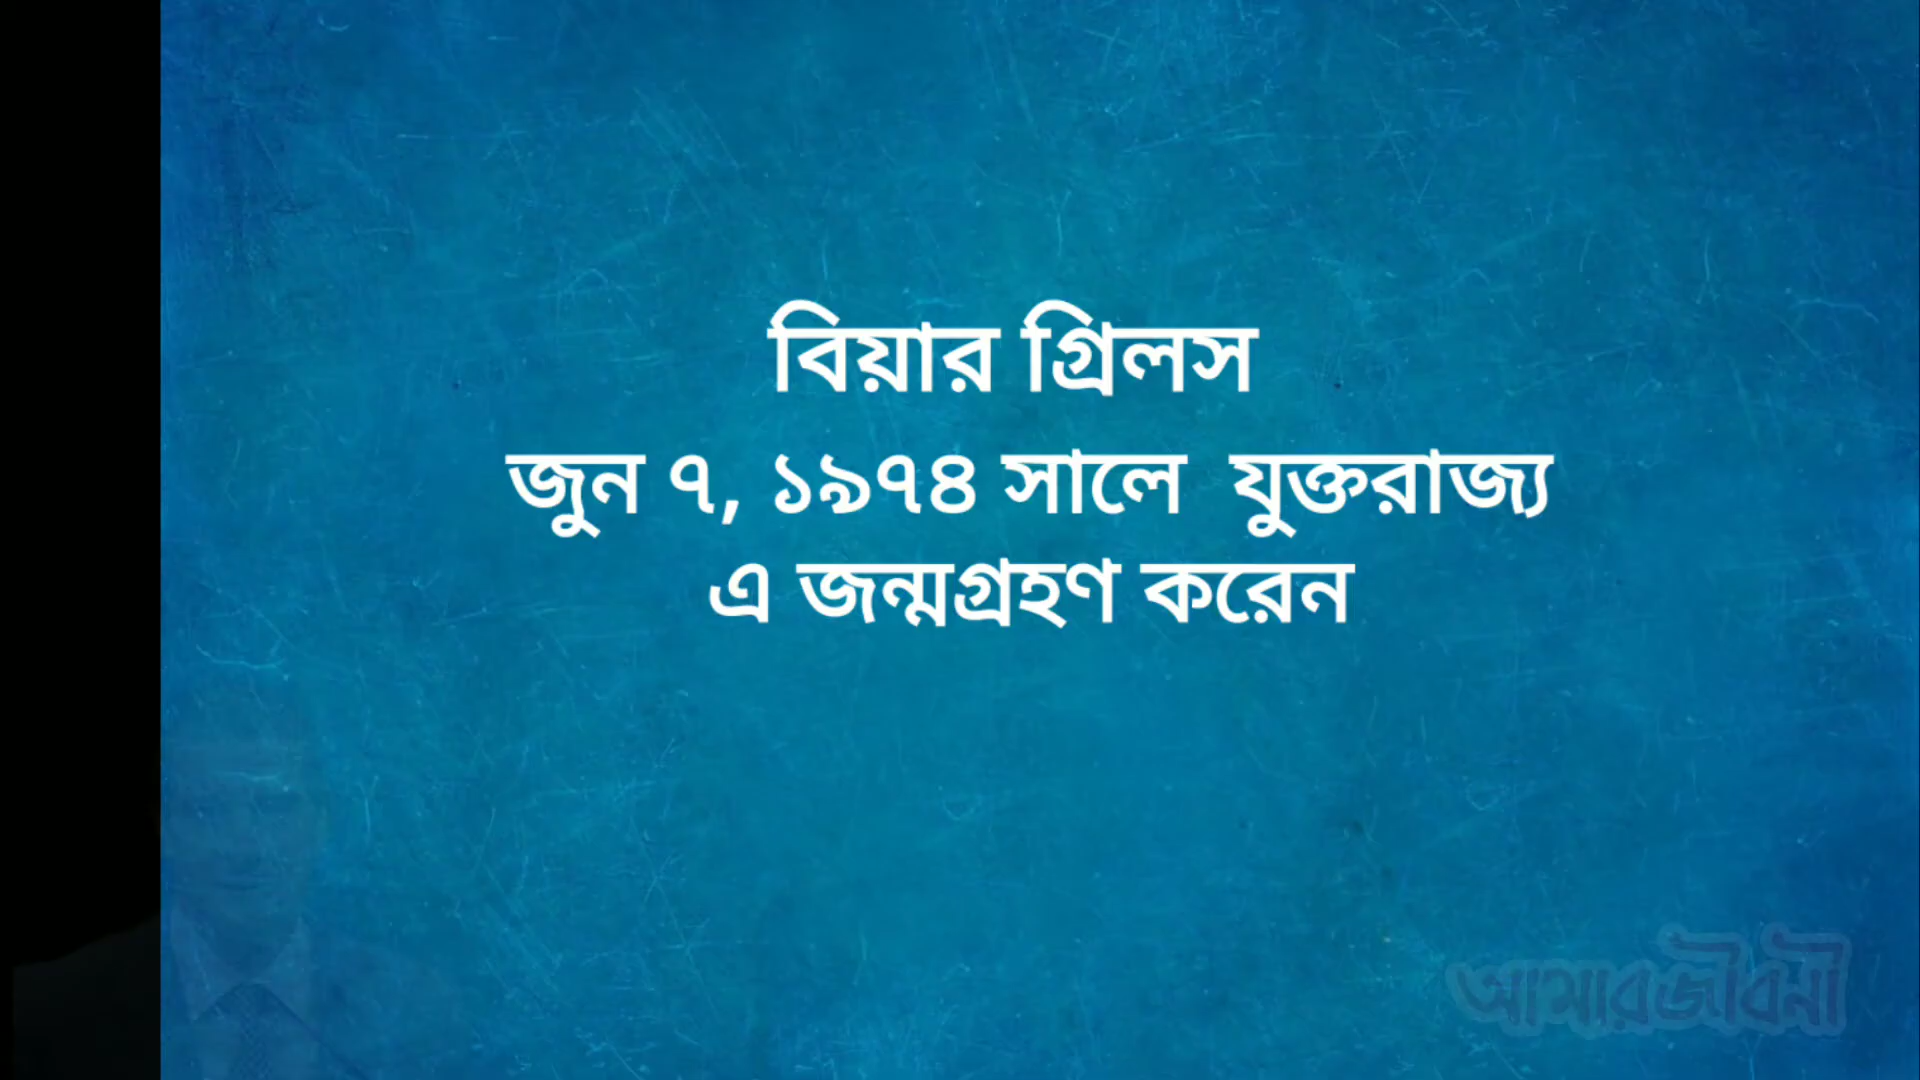 বিয়ার গ্রিলস
জুন ৭, ১৯৭৪ সালে যুক্তরাজ্য
এ জন্মগ্রহণ করেন
আমারজীবনী